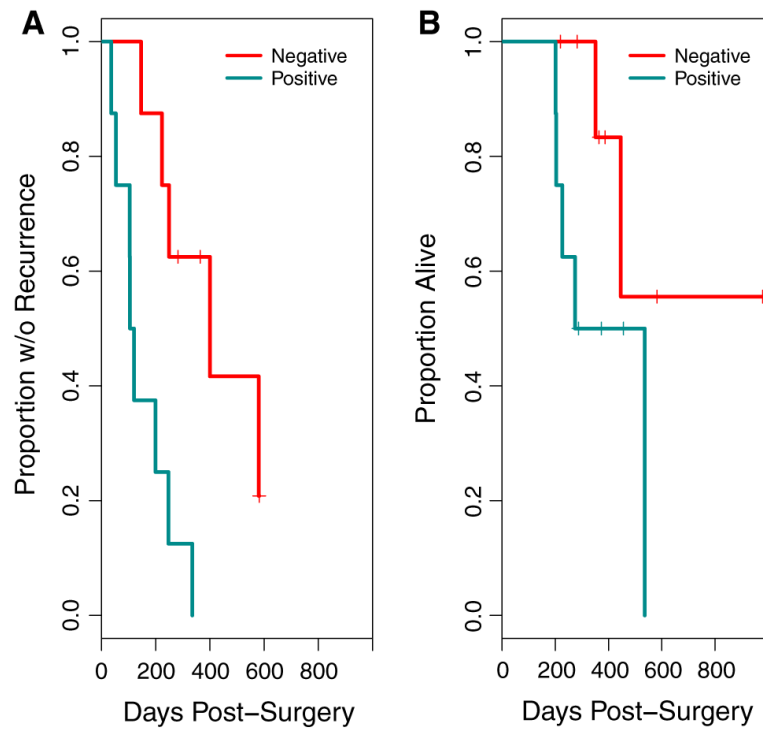 A
Proportion w/o Recurrence
1.0
0.8
0.6
0.4
0.2
0.0
Negative
Positive
0 200 400 600 800
Days Post–Surgery
B
Proportion Alive
1.0
0.8
0.6
0.4
0.2
0.0
Negative
Positive
0 200 400 600 800
Days Post–Surgery